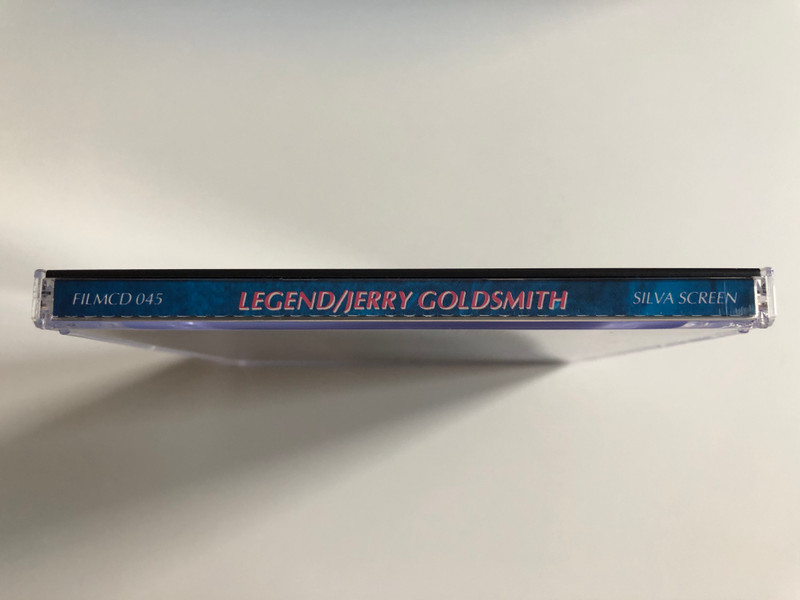 FILMCD 045 LEGEND/JERRY GOLDSMITH SILVA SCREEN